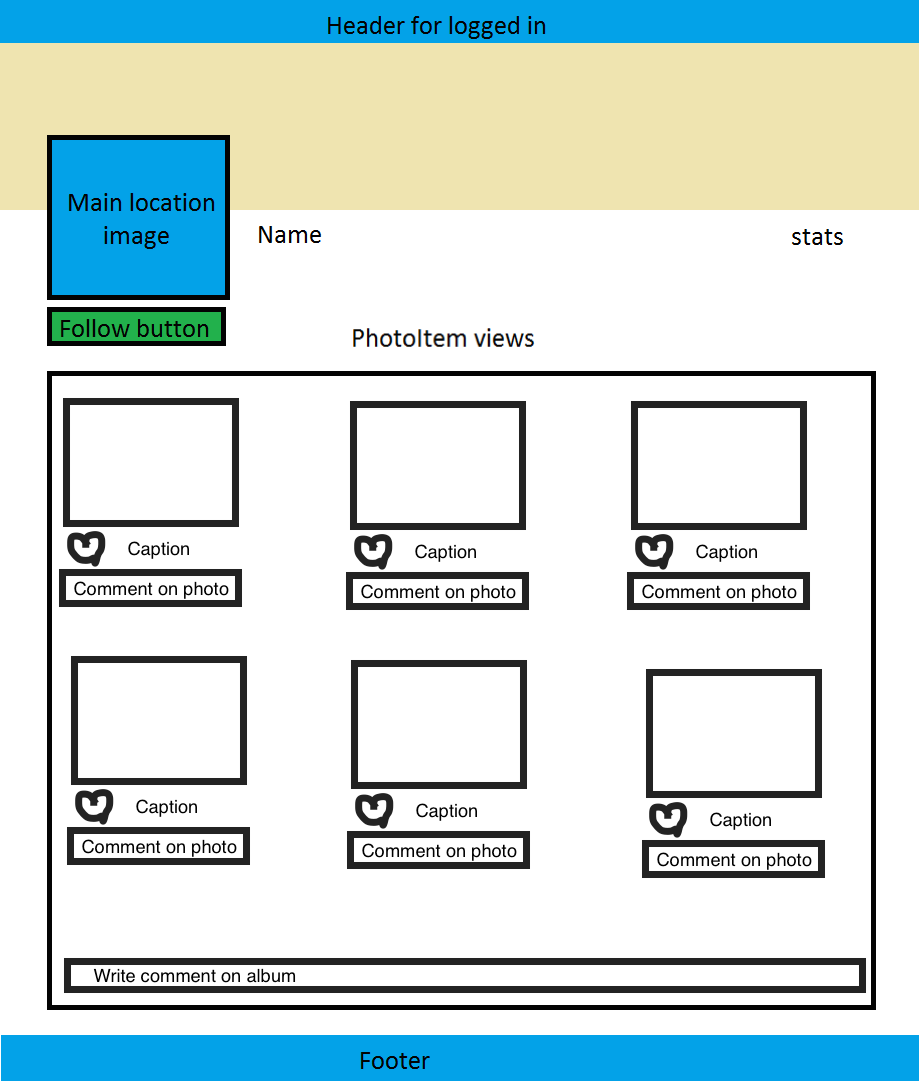 Header for logged in
Main location
image
Name
stats
Follow button
PhotoItem views
Caption
Caption
Caption
Comment on photo
Comment on photo
Comment on photo
Caption
Caption
Caption
Comment on photo
Comment on photo
Comment on photo
Write comment on album
Footer